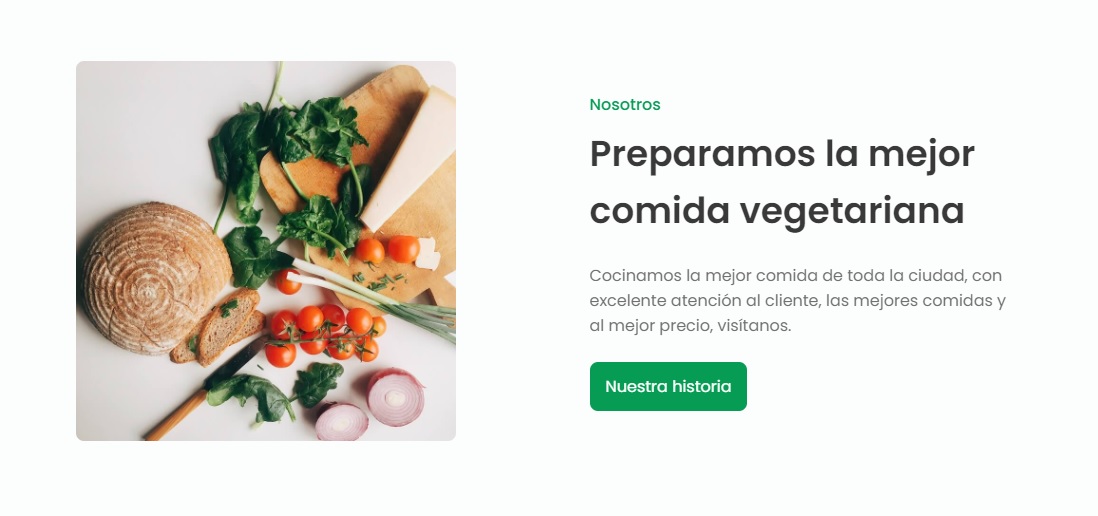 Nosotros
Preparamos la mejor
comida vegetariana
Cocinamos la mejor comida de toda la ciudad, con
excelente atención al cliente, las mejores comidas y
al mejor precio, visítanos.
Nuestra historia